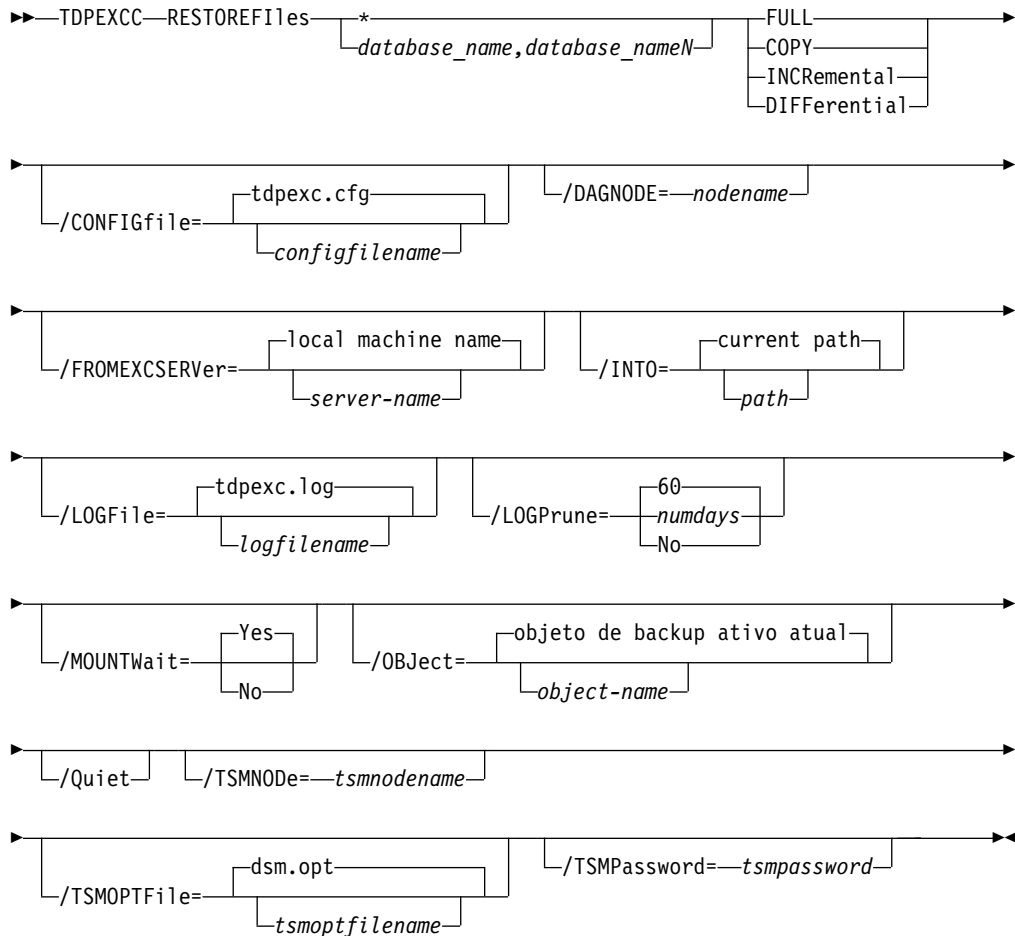 TDPEXCC RESTOREFIles * FULL
database_name,database_nameN COPY
INCRemental
DIFFerential
/CONFIGfile= tdpexc.cfg /DAGNODE= nodename
configfilename
/FROMEXCSERVer= local machine name /INTO= current path
server-name path
/LOGFile= tdpexc.log /LOGPrune= 60
logfilename numdays
No
/MOUNTWait= Yes /OBJect= objeto de backup ativo atual
No object-name
/Quiet /TSMNODe= tsmnodename
/TSMOPTFile= dsm.opt /TSMPassword= tsmpassword
tsmoptfilename